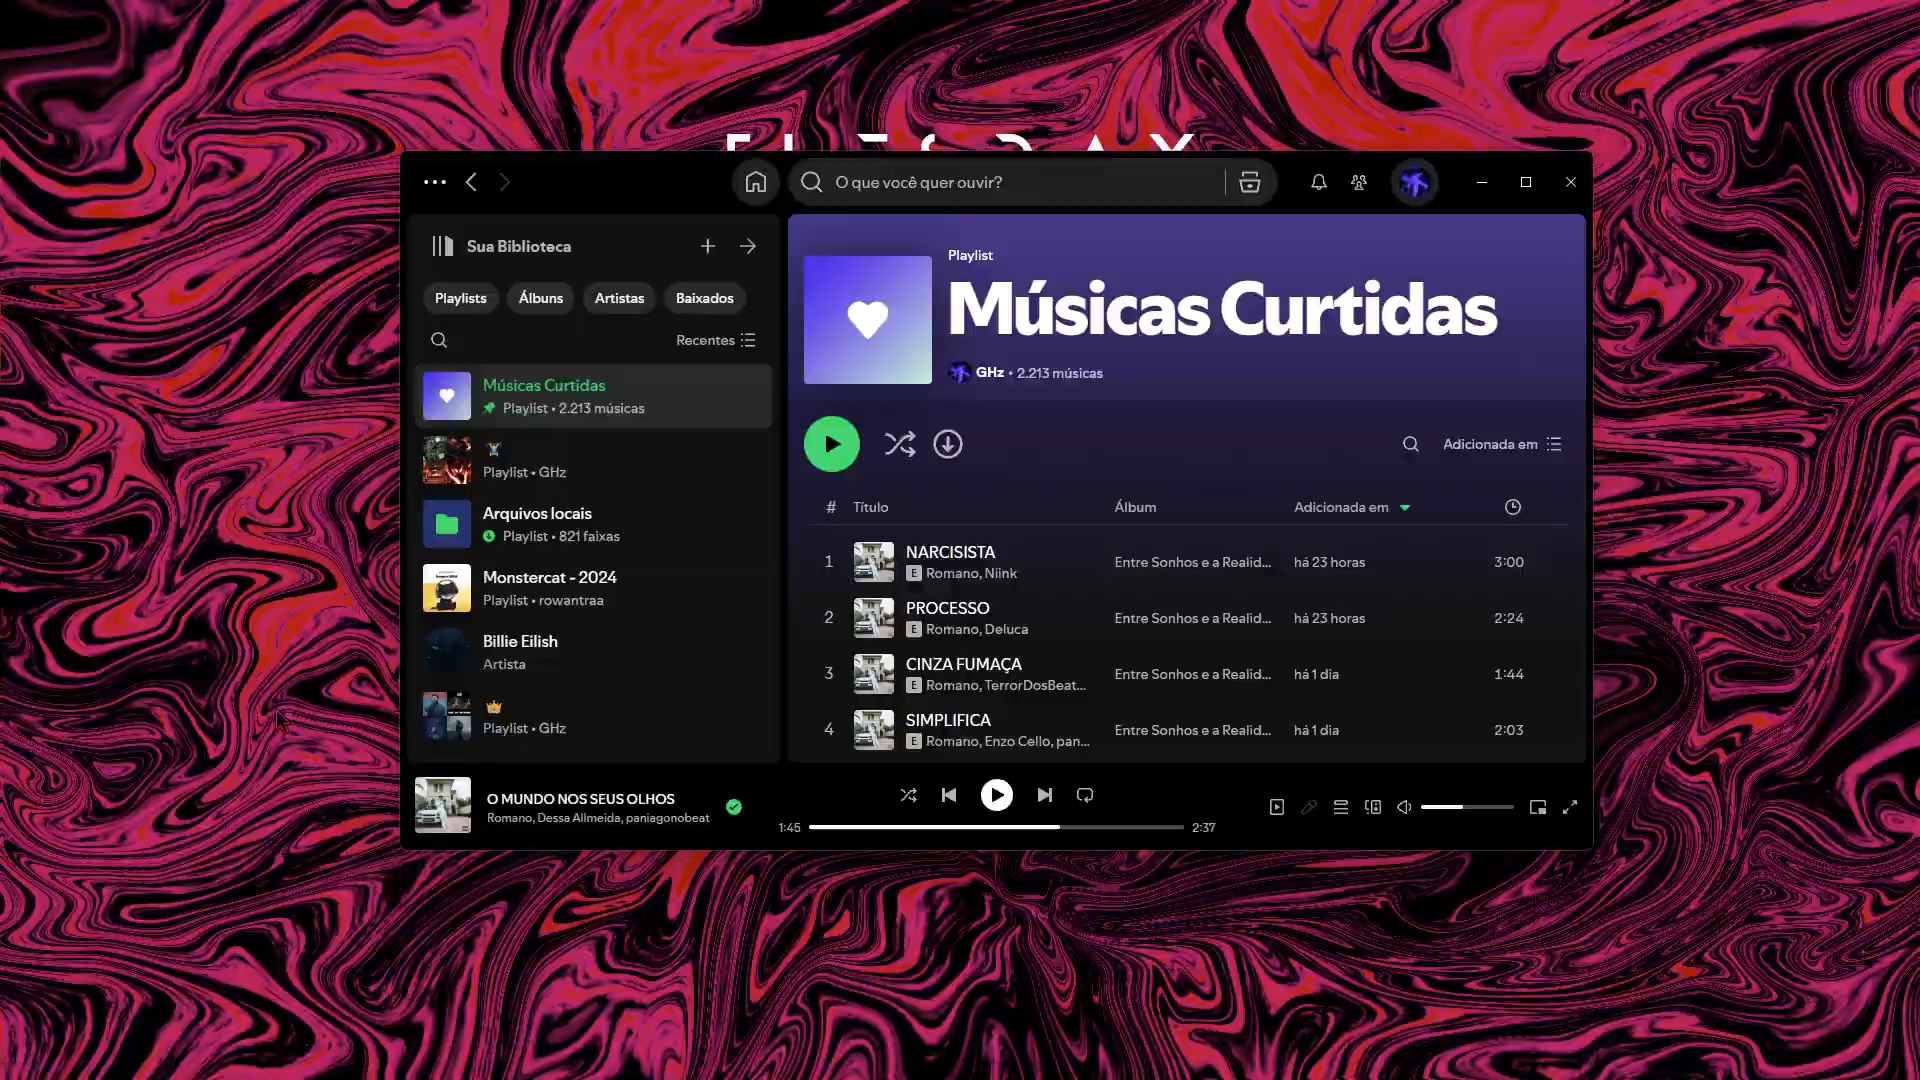 O que você quer ouvir?
Sua Biblioteca
Playlists
Álbuns
Artistas
Baixados
Recentes
Músicas Curtidas
Playlist • 2.213 músicas
Playlist • GHz
Arquivos locais
Playlist • 821 faixas
Monstercat - 2024
Playlist • rowantraa
Billie Eilish
Artista
Playlist • GHz
Playlist
Músicas Curtidas
GHz • 2.213 músicas
Adicionada em
# Título Álbum Adicionada em
1 NARCISISTA Entre Sonhos e a Realid... há 23 horas 3:00
E Romano, Niink
2 PROCESSO Entre Sonhos e a Realid... há 23 horas 2:24
E Romano, Deluca
3 CINZA FUMAÇA Entre Sonhos e a Realid... há 1 dia 1:44
E Romano, TerrorDosBeat...
4 SIMPLIFICA Entre Sonhos e a Realid... há 1 dia 2:03
E Romano, Enzo Cello, pan...
O MUNDO NOS SEUS OLHOS
Romano, Dessa Allmeida, paniagonobeat
1:45
2:37